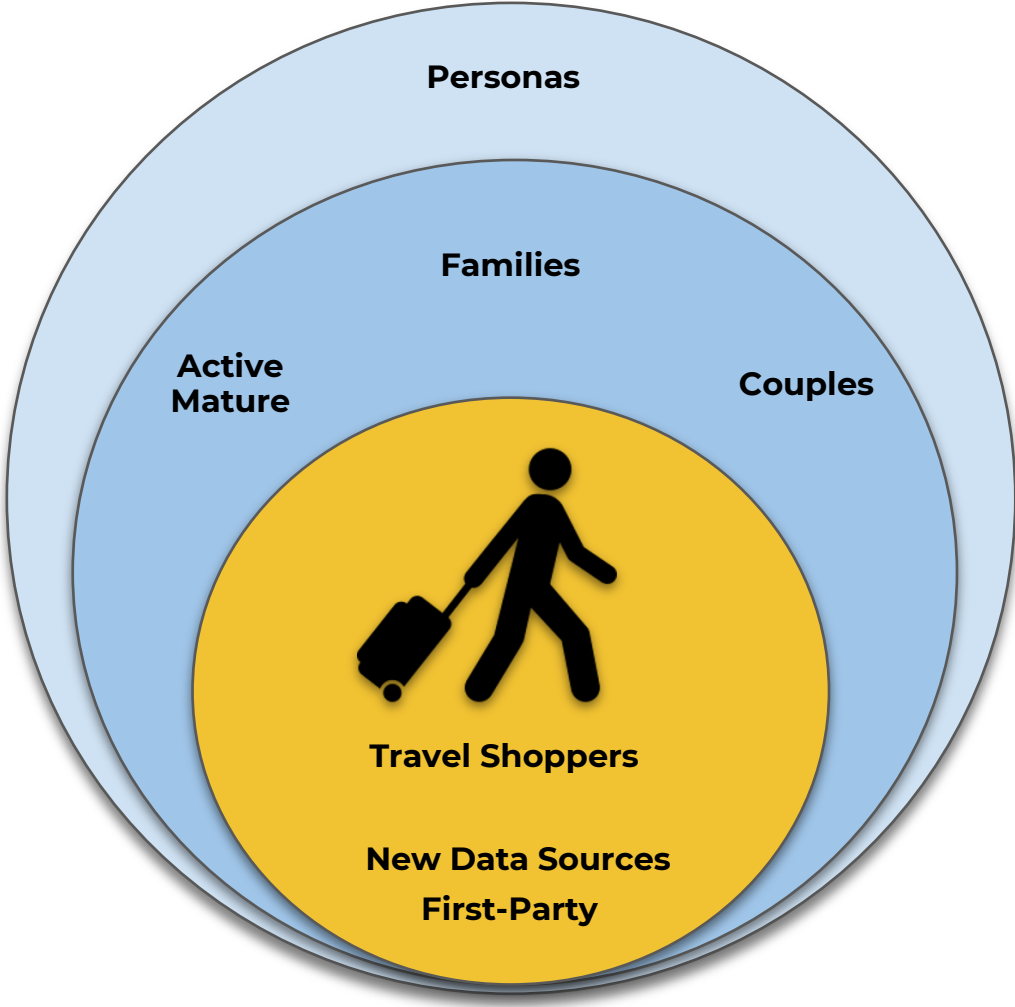 Personas
Families
Active
Mature
Couples
Travel Shoppers
New Data Sources
First-Party